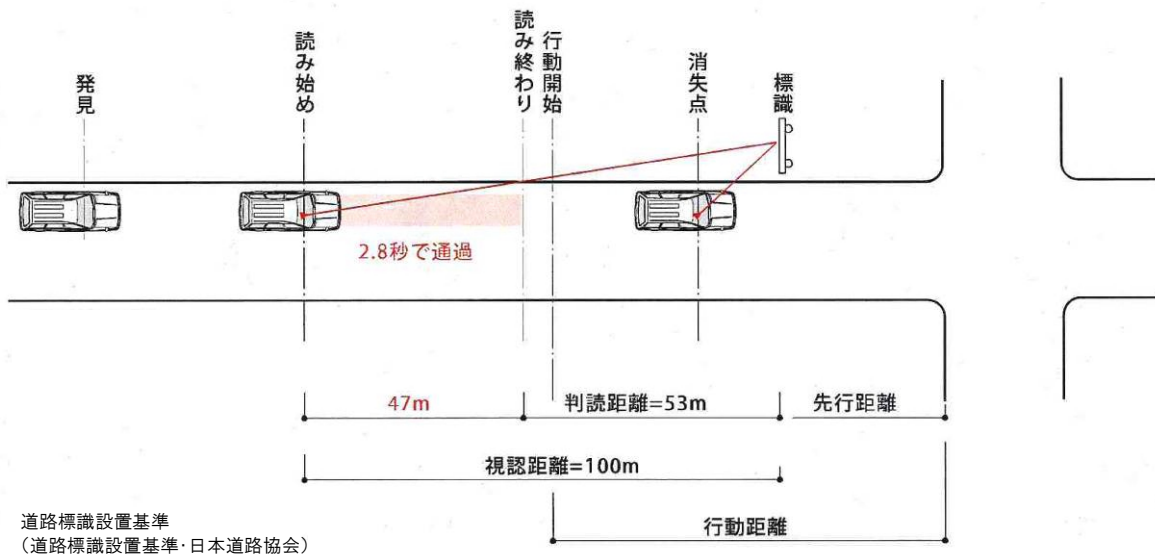 発見
読み始め
読み終わり
行動開始
消失点
標識
2.8秒で通過
47m
判読距離=53m
先行距離
視認距離=100m
行動距離
道路標識設置基準
（道路標識設置基準・日本道路協会）